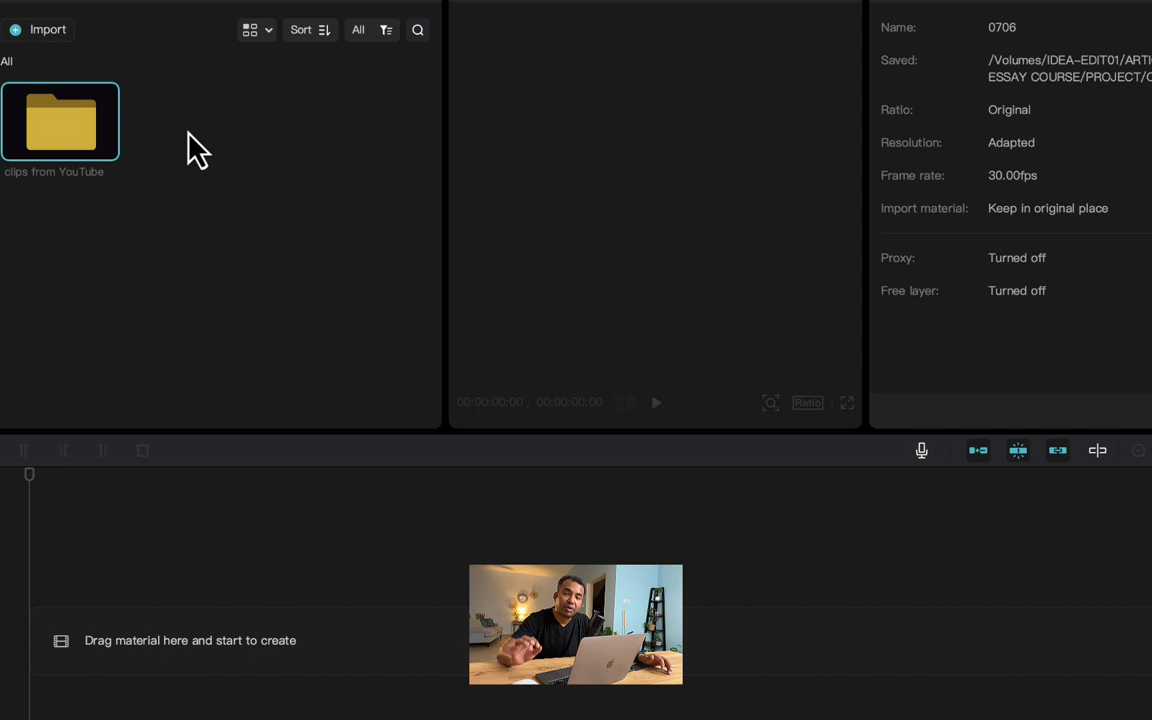 Import
Sort
All
All
clips from YouTube
00:00:00:00 / 00:00:00:00
Ratio
Name: 0706
Saved: /Volumes/IDEA-EDIT01/ARTI
ESSAY COURSE/PROJECT/C
Ratio: Original
Resolution: Adapted
Frame rate: 30.00fps
Import material: Keep in original place
Proxy: Turned off
Free layer: Turned off
Drag material here and start to create